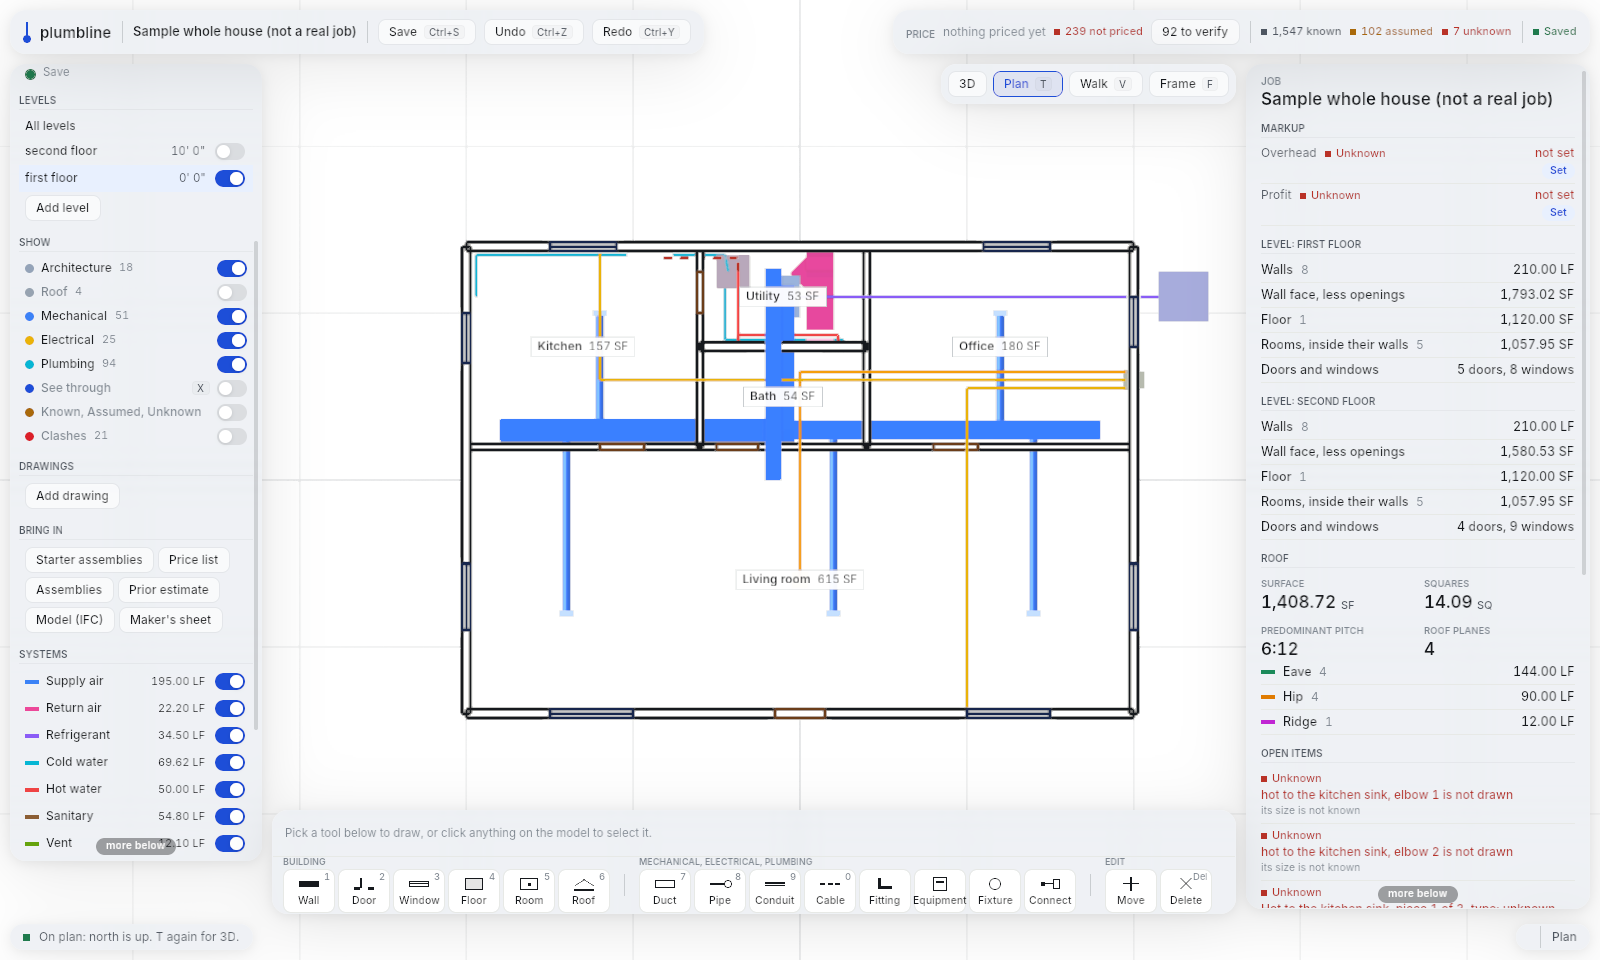 plumbline
Sample whole house (not a real job)
Save Ctrl+S
Undo Ctrl+Z
Redo Ctrl+Y
PRICE nothing priced yet 239 not priced 92 to verify 1,547 known 102 assumed 7 unknown Saved
3D
Plan T
Walk V
Frame F
Save
LEVELS
All levels
second floor 10' 0"
first floor 0' 0"
Add level
SHOW
Architecture 18
Roof 4
Mechanical 51
Electrical 25
Plumbing 94
See through X
Known, Assumed, Unknown
Clashes 21
DRAWINGS
Add drawing
BRING IN
Starter assemblies Price list
Assemblies Prior estimate
Model (IFC) Maker's sheet
SYSTEMS
Supply air 195.00 LF
Return air 22.20 LF
Refrigerant 34.50 LF
Cold water 69.62 LF
Hot water 50.00 LF
Sanitary 54.80 LF
Vent 2.10 LF
more below
On plan: north is up. T again for 3D.
Utility 53 SF
Kitchen 157 SF
Office 180 SF
Bath 54 SF
Living room 615 SF
Pick a tool below to draw, or click anything on the model to select it.
BUILDING
Wall 1
Door 2
Window 3
Floor 4
Room 5
Roof 6
MECHANICAL, ELECTRICAL, PLUMBING
Duct 7
Pipe 8
Conduit 9
Cable 0
Fitting
Equipment
Fixture
Connect
EDIT
Move
Delete Del
JOB
Sample whole house (not a real job)
MARKUP
Overhead Unknown not set
Set
Profit Unknown not set
Set
LEVEL: FIRST FLOOR
Walls 8 210.00 LF
Wall face, less openings 1,793.02 SF
Floor 1 1,120.00 SF
Rooms, inside their walls 5 1,057.95 SF
Doors and windows 5 doors, 8 windows
LEVEL: SECOND FLOOR
Walls 8 210.00 LF
Wall face, less openings 1,580.53 SF
Floor 1 1,120.00 SF
Rooms, inside their walls 5 1,057.95 SF
Doors and windows 4 doors, 9 windows
ROOF
SURFACE SQUARES
1,408.72 SF 14.09 SQ
PREDOMINANT PITCH ROOF PLANES
6:12 4
Eave 4 144.00 LF
Hip 4 90.00 LF
Ridge 1 12.00 LF
OPEN ITEMS
Unknown
hot to the kitchen sink, elbow 1 is not drawn
its size is not known
Unknown
hot to the kitchen sink, elbow 2 is not drawn
its size is not known
Unknown
more below
Plan